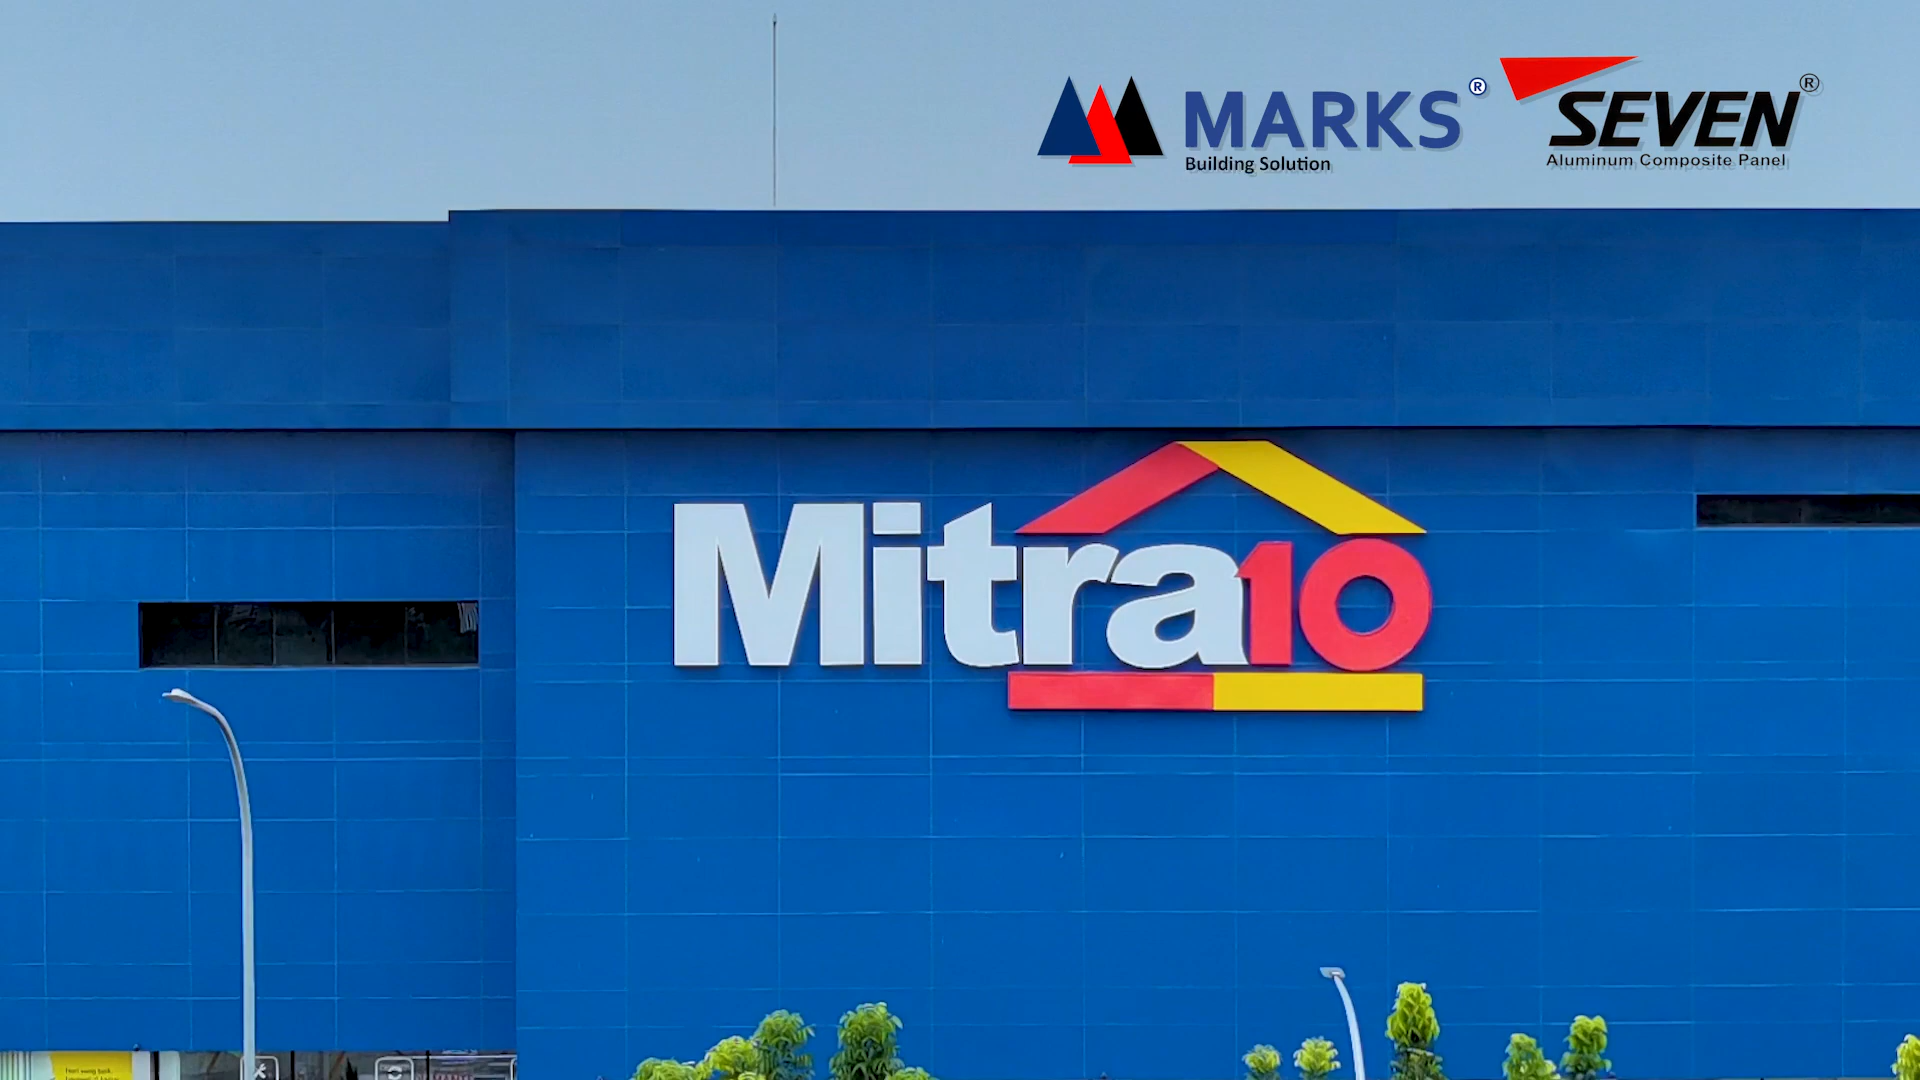 MARKS®
Building Solution
SEVEN®
Aluminum Composite Panel
Mitra10